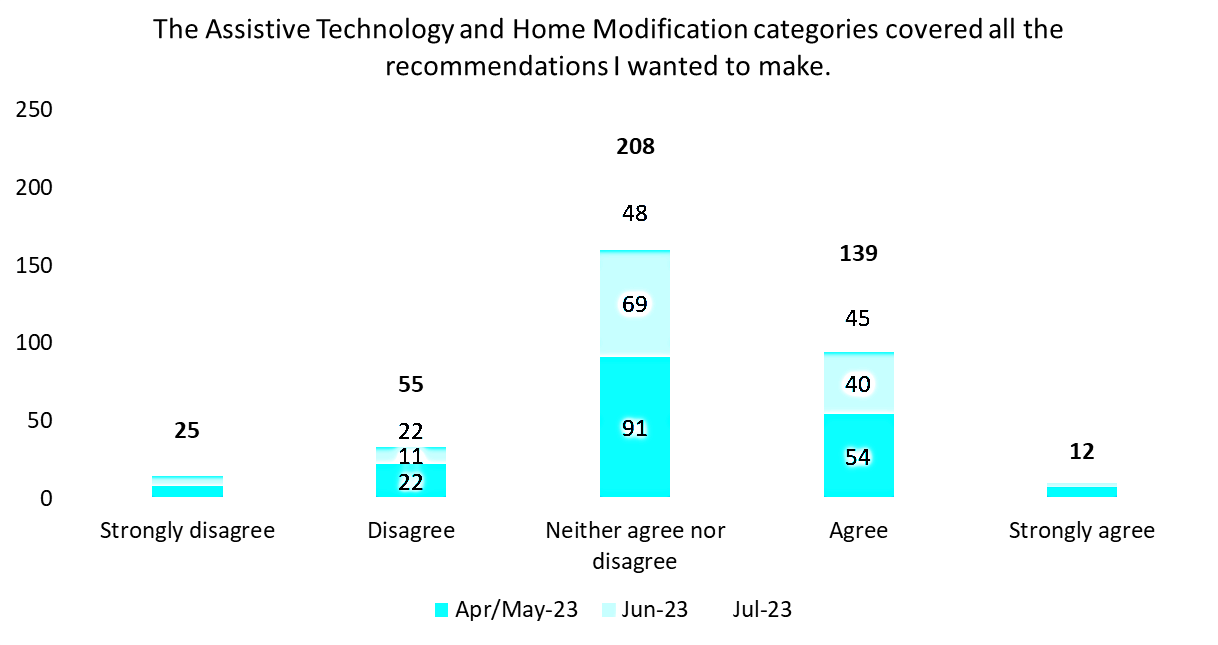 The Assistive Technology and Home Modification categories covered all the
recommendations I wanted to make.
250
200
150
100
50
0
25
55
22
11
22
208
48
69
91
139
45
40
54
12
Strongly disagree
Disagree
Neither agree nor
disagree
Agree
Strongly agree
Apr/May-23
Jun-23
Jul-23